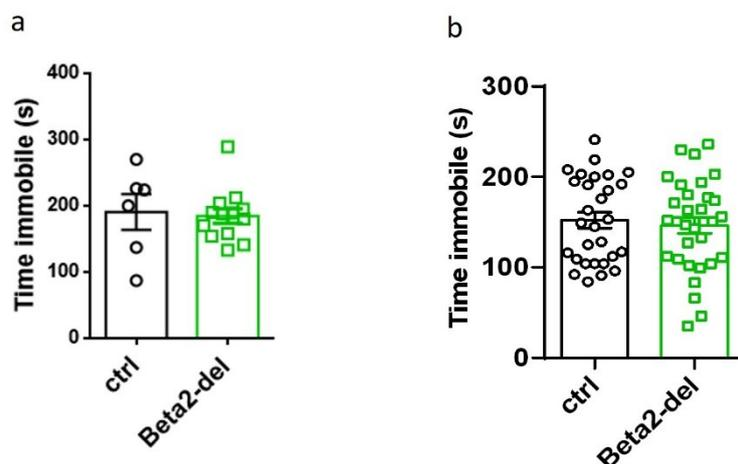 a
Time immobile (s)
400
300
200
100
0
ctrl
Beta2-del
b
Time immobile (s)
300
200
100
0
ctrl
Beta2-del